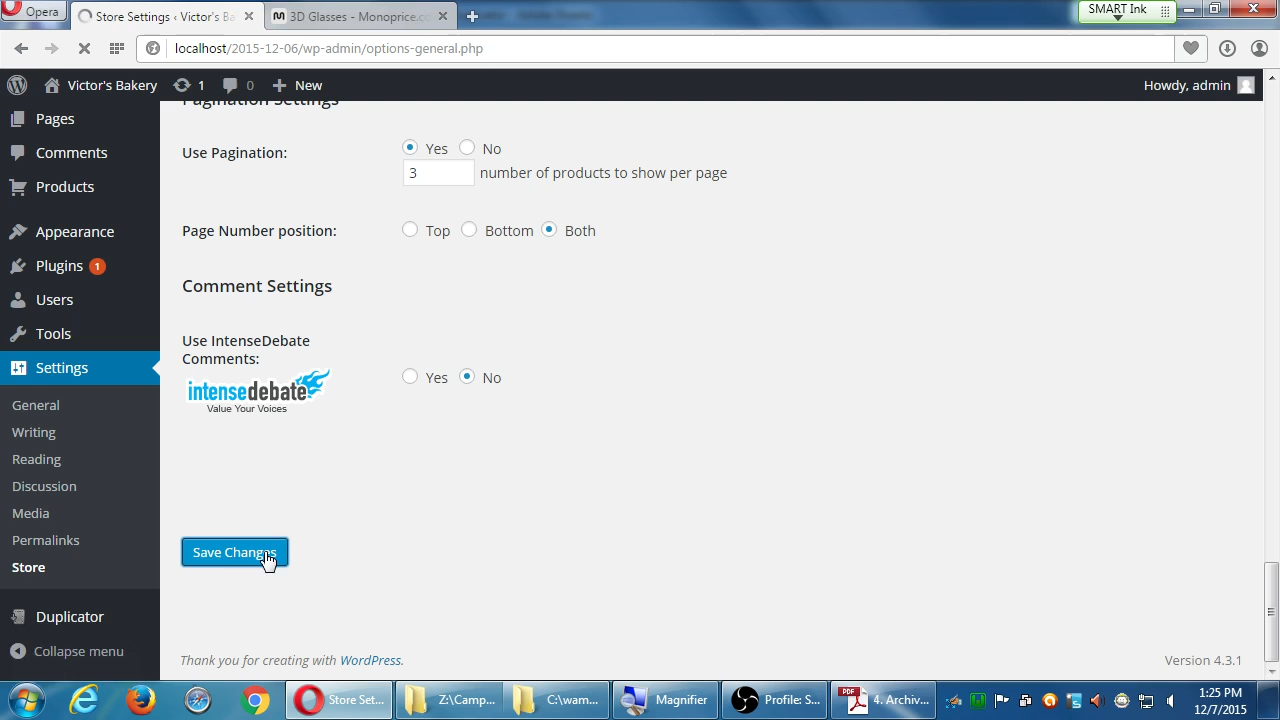 Opera
Store Settings ‹ Victor's Ba
3D Glasses - Monoprice.co
SMART Ink
localhost/2015-12-06/wp-admin/options-general.php
Victor's Bakery
1
0
New
Howdy, admin
Pages
Comments
Products
Appearance
Plugins 1
Users
Tools
Settings
General
Writing
Reading
Discussion
Media
Permalinks
Store
Duplicator
Collapse menu
Pagination Settings
Use Pagination:
Yes No
3 number of products to show per page
Page Number position:
Top Bottom Both
Comment Settings
Use IntenseDebate
Comments:
intensedebate
Value Your Voices
Yes No
Save Changes
Thank you for creating with WordPress.
Version 4.3.1
Store Set...
Z:\Camp...
C:\wam...
Magnifier
Profile: S...
PDF
4. Archiv...
1:25 PM
12/7/2015